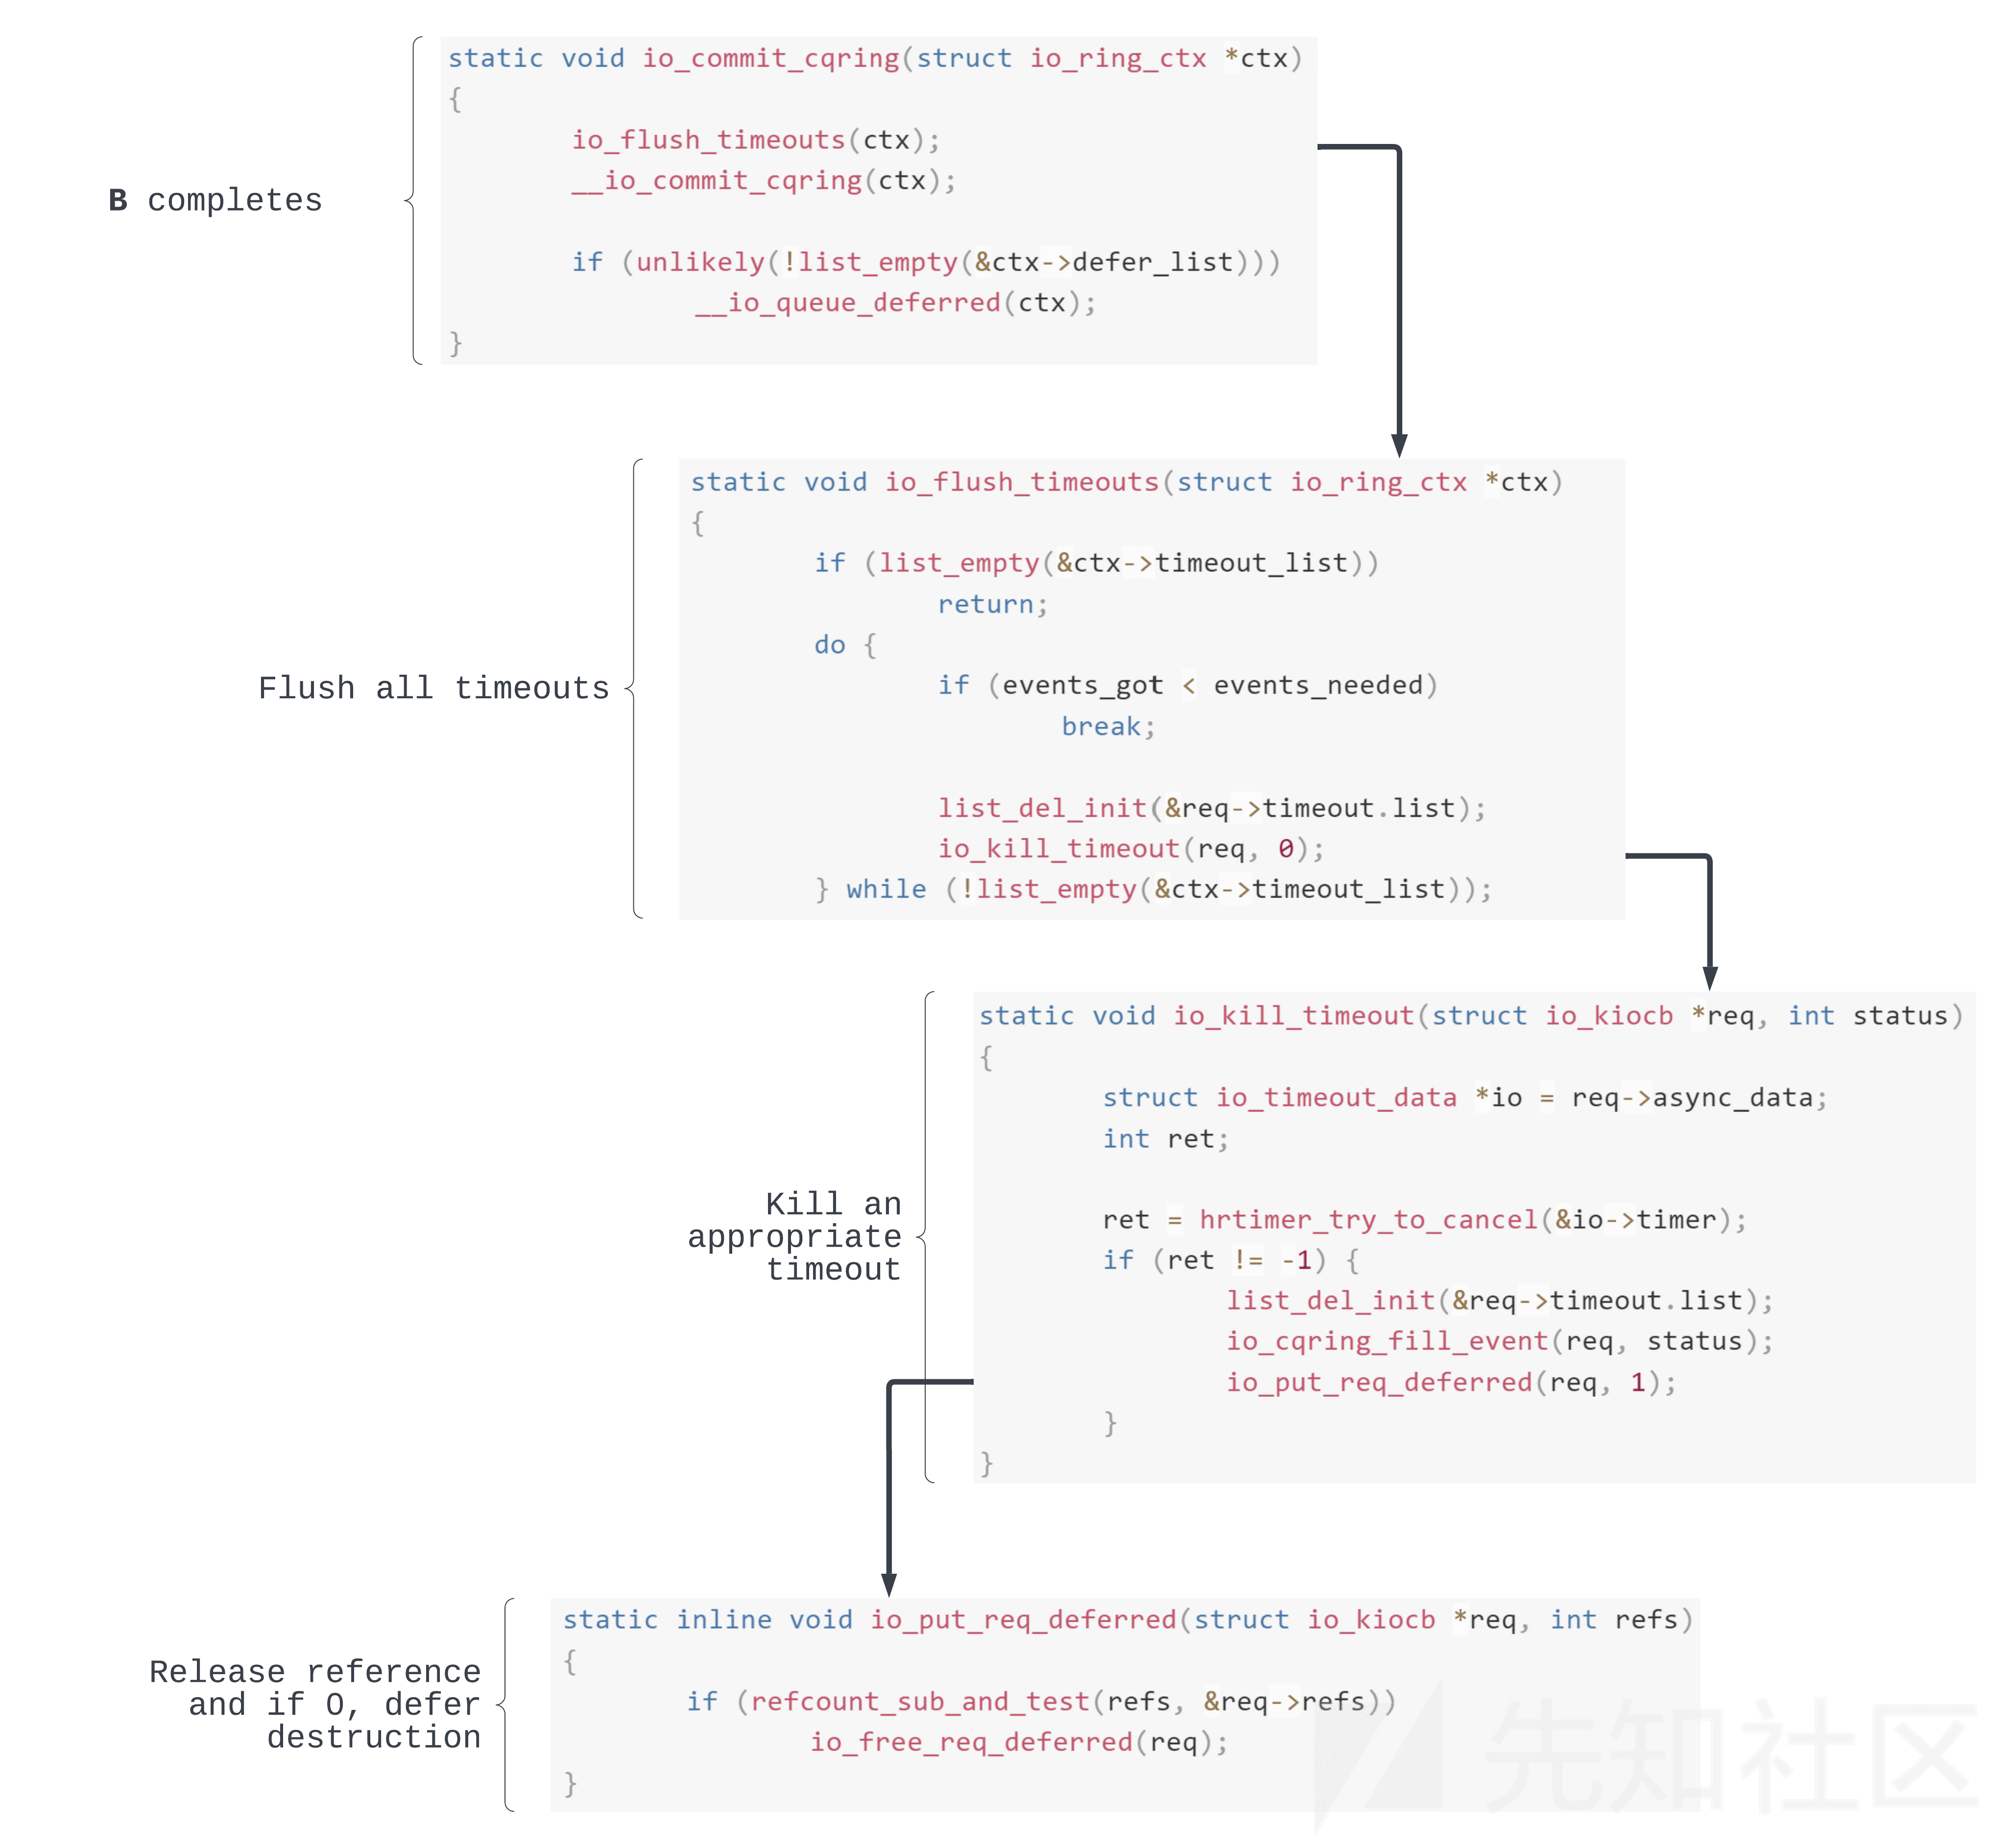 static void io_commit_cqring(struct io_ring_ctx *ctx)
{
io_flush_timeouts(ctx);
__io_commit_cqring(ctx);
if (unlikely(!list_empty(&ctx->defer_list)))
__io_queue_deferred(ctx);
}
B completes
static void io_flush_timeouts(struct io_ring_ctx *ctx)
{
if (list_empty(&ctx->timeout_list))
return;
do {
if (events_got < events_needed)
break;
list_del_init(&req->timeout.list);
io_kill_timeout(req, 0);
} while (!list_empty(&ctx->timeout_list));
Flush all timeouts
static void io_kill_timeout(struct io_kiocb *req, int status)
{
struct io_timeout_data *io = req->async_data;
int ret;
ret = hrtimer_try_to_cancel(&io->timer);
if (ret != -1) {
list_del_init(&req->timeout.list);
io_cqring_fill_event(req, status);
io_put_req_deferred(req, 1);
}
}
Kill an
appropriate
timeout
static inline void io_put_req_deferred(struct io_kiocb *req, int refs)
{
if (refcount_sub_and_test(refs, &req->refs))
io_free_req_deferred(req);
}
Release reference
and if 0, defer
destruction
先知社区